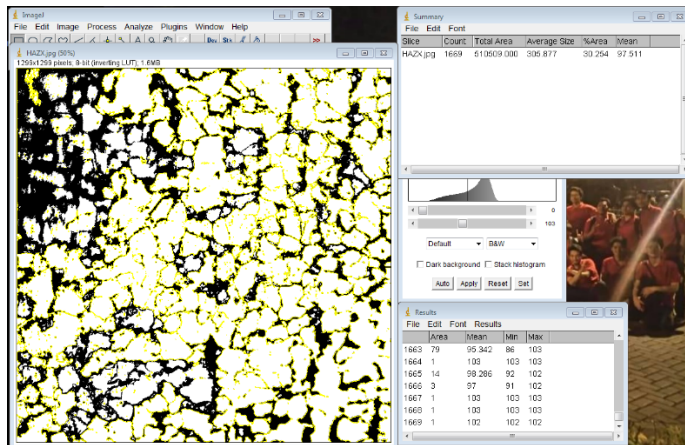 ImageJ
File Edit Image Process Analyze Plugins Window Help
Dev Stk >>
HAZX.jpg (50%)
1299x1299 pixels; 8-bit (inverting LUT); 1.6MB
Summary
File Edit Font
Slice Count Total Area Average Size %Area Mean
HAZX.jpg 1669 510509.000 305.877 30.254 97.511
0
103
Default B&W
Dark background Stack histogram
Auto Apply Reset Set
Results
File Edit Font Results
Area Mean Min Max
1663 79 95.342 86 103
1664 1 103 103 103
1665 14 98.286 92 102
1666 3 97 91 102
1667 1 103 103 103
1668 1 103 103 103
1669 1 102 102 102